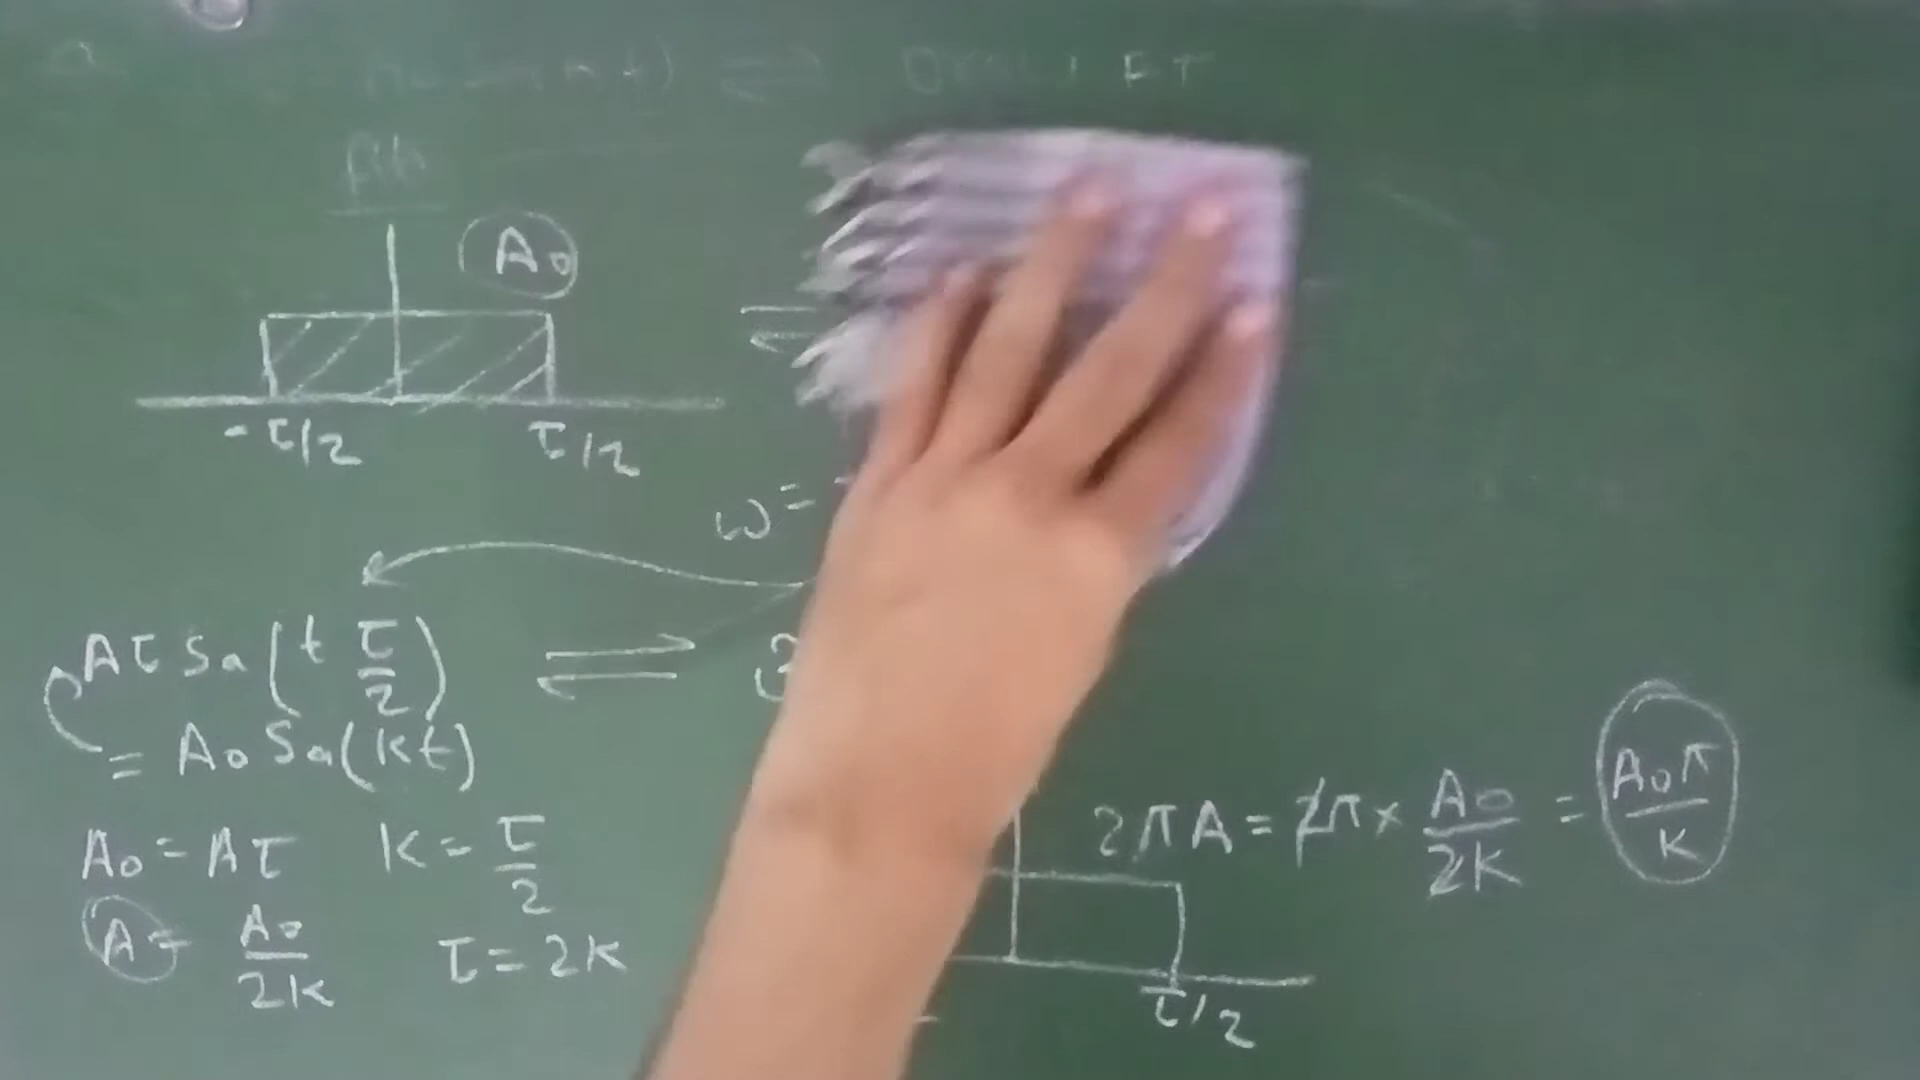 A₀
-τ/2 τ/2
ω=
Aτ Sa(t τ/2) ⇌
= A₀ Sa(kt)
A₀ = Aτ K = τ/2
A = A₀/2K τ = 2K
2πA = 2π × A₀/2K = A₀π/K
τ/2